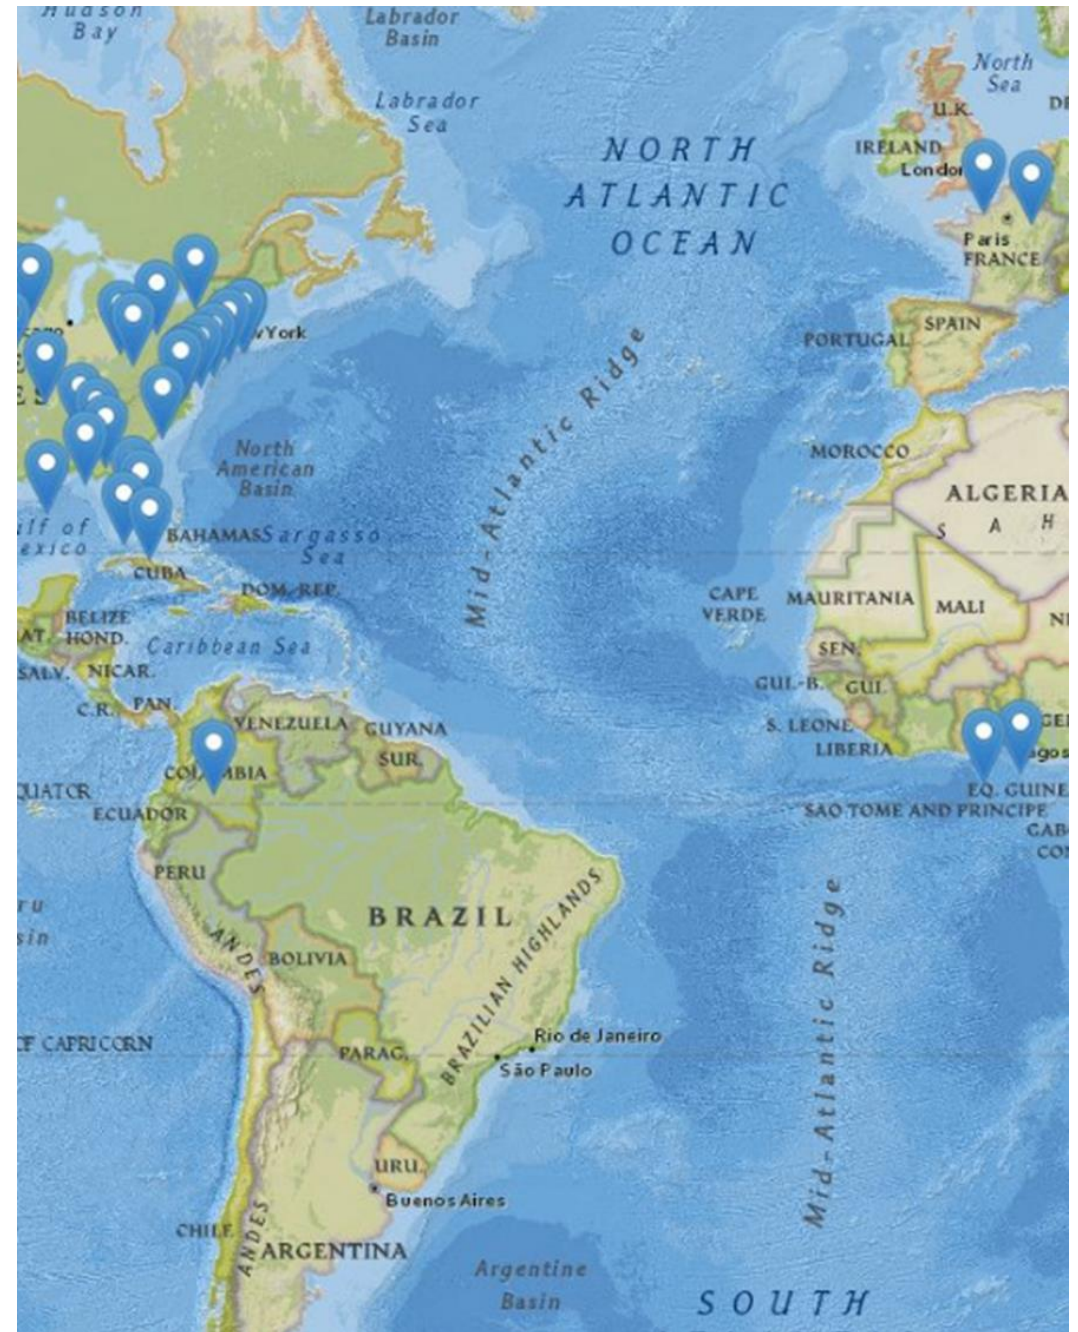 Hudson
Bay
Labrador
Basin
Labrador
Sea
North
Sea
U.K.
IRELAND
London
Paris
FRANCE
NORTH
ATLANTIC
OCEAN
York
PORTUGAL
SPAIN
Mid-Atlantic Ridge
North
American
Basin
MOROCCO
ALGERIA
S A H
BAHAMAS
Sargasso
Sea
CUBA
DOM. REP.
CAPE
VERDE
MAURITANIA
MALI
BELIZE
HOND.
Caribbean Sea
SEN.
NICAR.
GUI.-B.
GUI.
C.R.
PAN.
VENEZUELA
GUYANA
SUR.
S. LEONE
LIBERIA
COLOMBIA
ECUADOR
EQ. GUINE
SAO TOME AND PRINCIPE
PERU
BRAZIL
BRAZILIAN HIGHLANDS
ANDES
BOLIVIA
Mid-Atlantic Ridge
OF CAPRICORN
PARAG.
Rio de Janeiro
São Paulo
URU.
Buenos Aires
CHILE
ANDES
ARGENTINA
Argentine
Basin
SOUTH